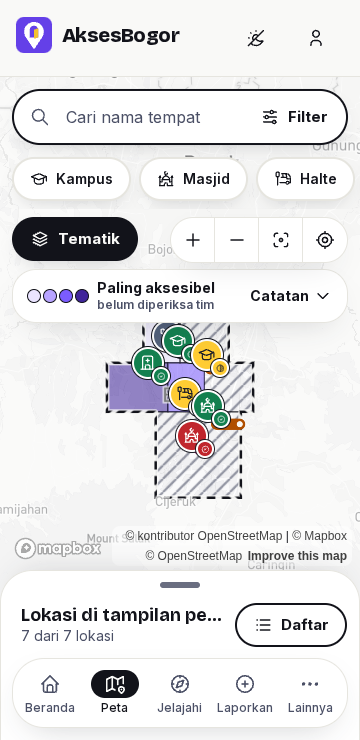 AksesBogor
Cari nama tempat
Filter
Kampus
Masjid
Halte
Tematik
Paling aksesibel
belum diperiksa tim
Catatan
Cijeruk
© kontributor OpenStreetMap | © Mapbox
mapbox
© OpenStreetMap Improve this map
Caringin
Lokasi di tampilan pe...
7 dari 7 lokasi
Daftar
Beranda
Peta
Jelajahi
Laporkan
Lainnya